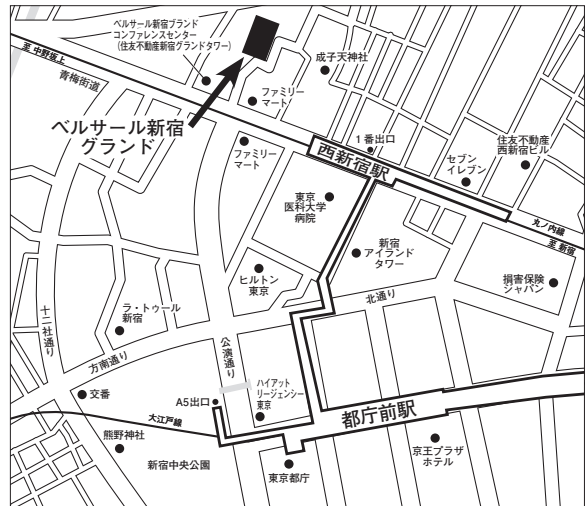 ベルサール新宿グランド
コンファレンスセンター
(住友不動産新宿グランドタワー)
至 中野坂上
青梅街道
成子天神社
ファミリー
マート
ベルサール新宿
グランド
ファミリー
マート
1番出口
西新宿駅
セブン
イレブン
住友不動産
西新宿ビル
丸ノ内線
至 新宿
東京
医科大学
病院
新宿
アイランド
タワー
損害保険
ジャパン
ヒルトン
東京
北通り
ラ・トゥール
新宿
十二社通り
方南通り
公演通り
交番
A5出口
ハイアット
リージェンシー
東京
大江戸線
都庁前駅
熊野神社
新宿中央公園
東京都庁
京王プラザ
ホテル